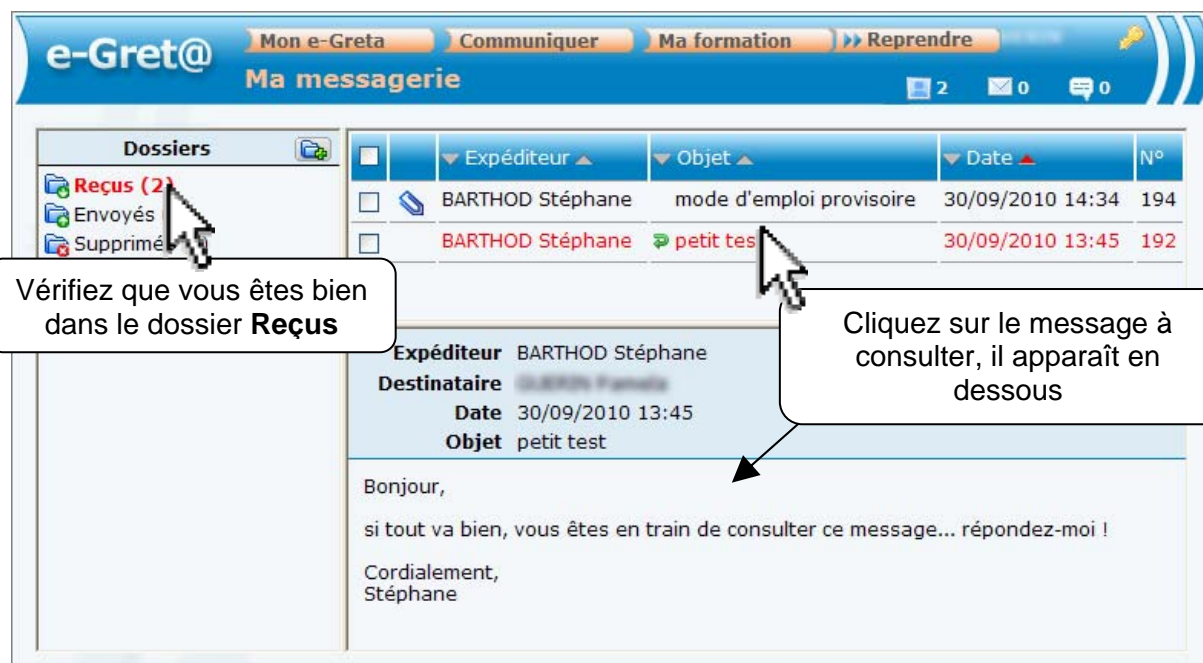 e-Gret@
Mon e-Greta Communiquer Ma formation Reprendre
Ma messagerie
2 0 0
Dossiers
Reçus (2)
Envoyés
Supprimé
Expéditeur Objet Date N°
BARTHOD Stéphane mode d'emploi provisoire 30/09/2010 14:34 194
BARTHOD Stéphane petit tes 30/09/2010 13:45 192
Vérifiez que vous êtes bien
dans le dossier Reçus
Cliquez sur le message à
consulter, il apparaît en
dessous
Expéditeur BARTHOD Stéphane
Destinataire
Date 30/09/2010 13:45
Objet petit test
Bonjour,
si tout va bien, vous êtes en train de consulter ce message... répondez-moi !
Cordialement,
Stéphane